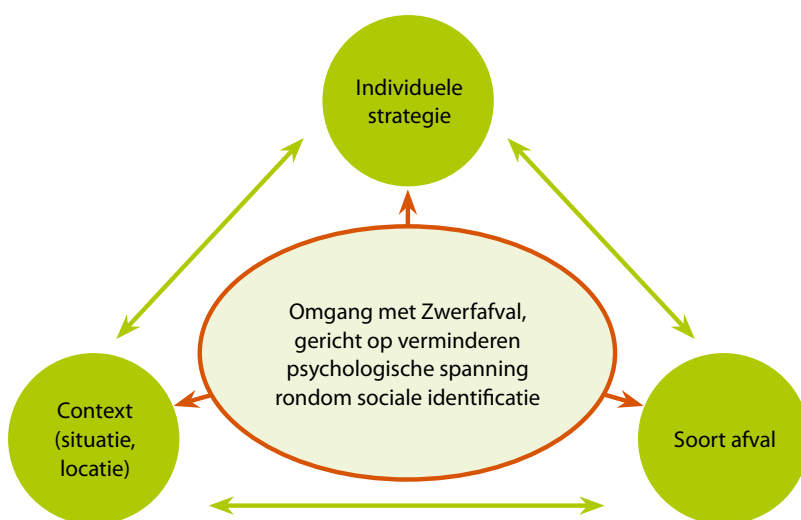 Individuele
strategie
Omgang met Zwerfafval,
gericht op verminderen
psychologische spanning
rondom sociale identificatie
Context
(situatie,
locatie)
Soort afval